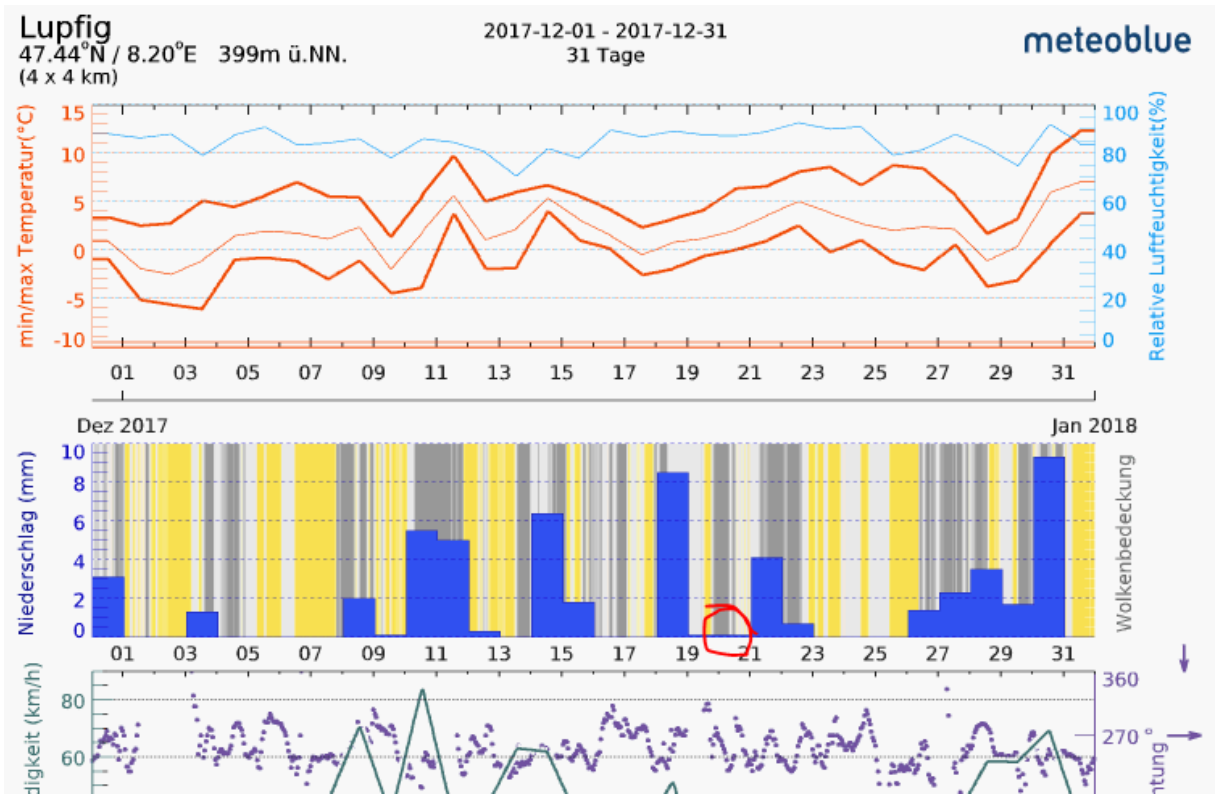 Lupfig
47.44°N / 8.20°E 399m ü.NN.
(4 x 4 km)
2017-12-01 - 2017-12-31
31 Tage
meteoblue
min/max Temperatur(°C)
15
10
5
0
-5
-10
100
80
60
40
20
0
Relative Luftfeuchtigkeit(%)
01 03 05 07 09 11 13 15 17 19 21 23 25 27 29 31
Dez 2017
Jan 2018
Niederschlag (mm)
10
8
6
4
2
0
Wolkenbedeckung
01 03 05 07 09 11 13 15 17 19 21 23 25 27 29 31
digkeit (km/h)
80
60
360
270
htung °